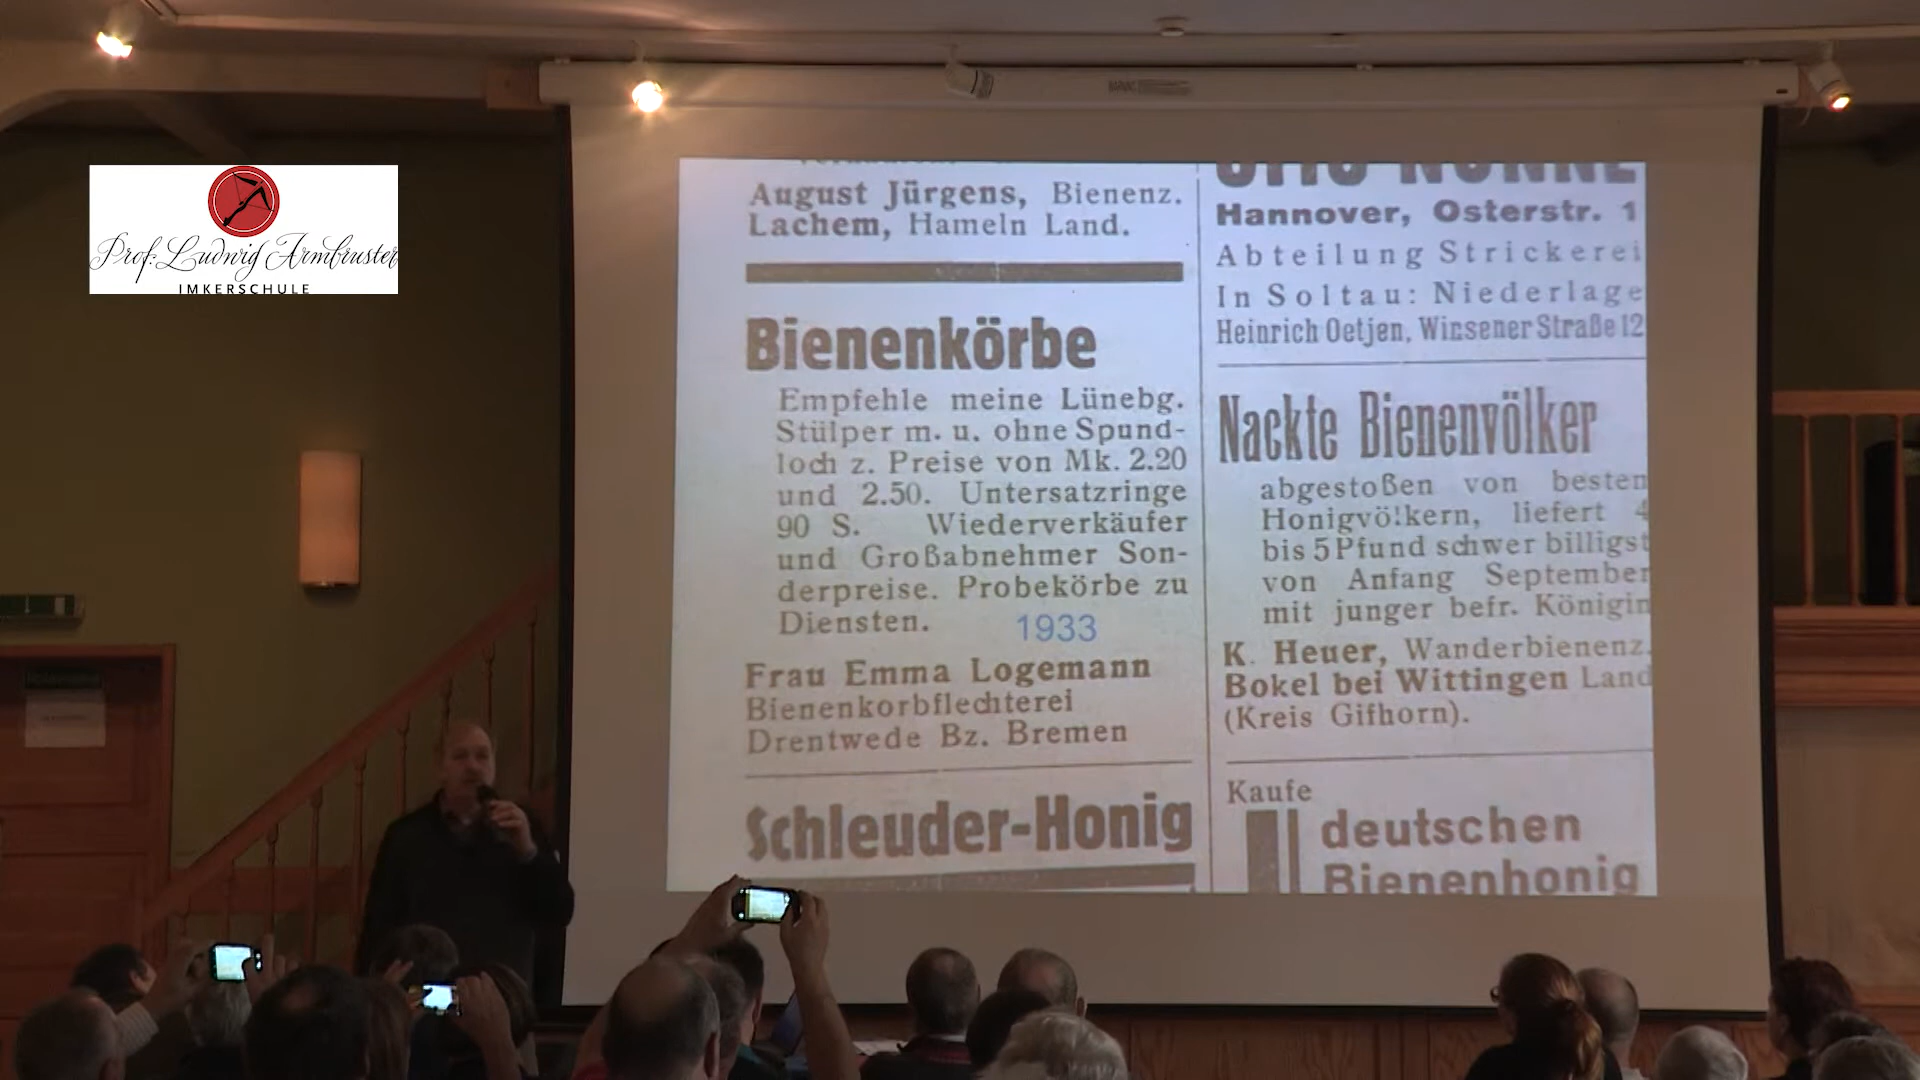 Prof. Ludwig Armbruster
IMKERSCHULE
August Jürgens, Bienenz.
Lachem, Hameln Land.
Bienenkörbe
Empfehle meine Lünebg.
Stülper m. u. ohne Spund-
loch z. Preise von Mk. 2.20
und 2.50. Untersatzringe
90 S. Wiederverkäufer
und Großabnehmer Son-
derpreise. Probekörbe zu
Diensten.
1933
Frau Emma Logemann
Bienenkorbflechterei
Drentwede Bz. Bremen
Schleuder-Honig
OTTO NONNE
Hannover, Osterstr. 1
Abteilung Strickerei
In Soltau: Niederlage
Heinrich Oetjen, Winsener Straße 12
Nackte Bienenvölker
abgestoßen von besten
Honigvölkern, liefert 4
bis 5 Pfund schwer billigst
von Anfang September
mit junger befr. Königin
K. Heuer, Wanderbienenz.
Bokel bei Wittingen Land
(Kreis Gifhorn).
Kaufe
deutschen
Bienenhonig